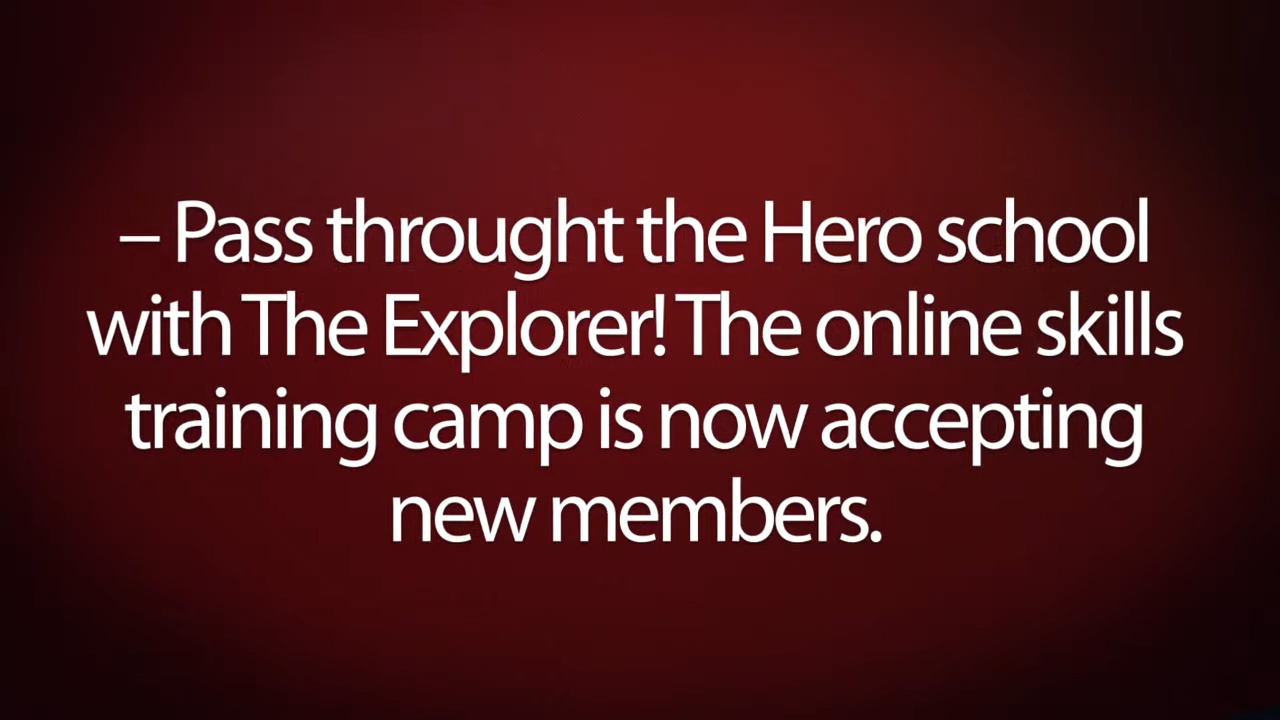 – Pass throught the Hero school
with The Explorer! The online skills
training camp is now accepting
new members.